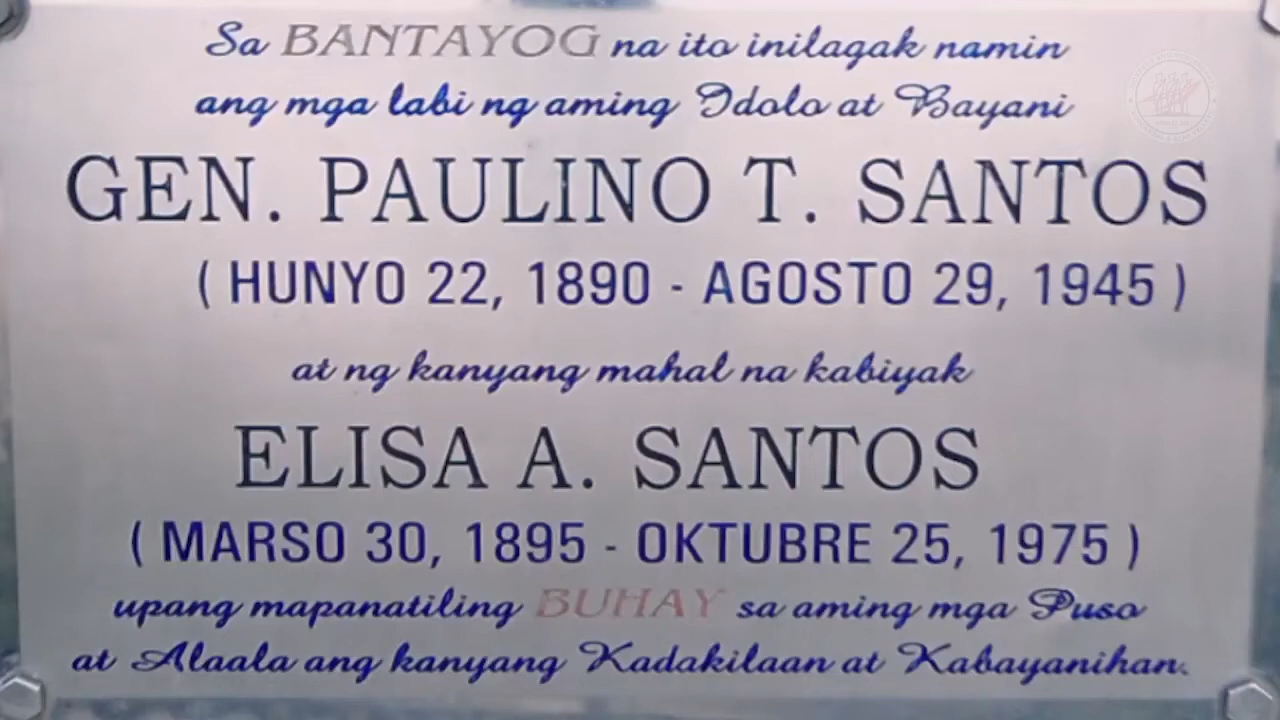 Sa BANTAYOG na ito inilagak namin
ang mga labi ng aming Idolo at Bayani
GEN. PAULINO T. SANTOS
( HUNYO 22, 1890 - AGOSTO 29, 1945 )
at ng kanyang mahal na kabiyak
ELISA A. SANTOS
( MARSO 30, 1895 - OKTUBRE 25, 1975 )
upang mapanatiling BUHAY sa aming mga Puso
at Alaala ang kanyang Kadakilaan at Kabayanihan.